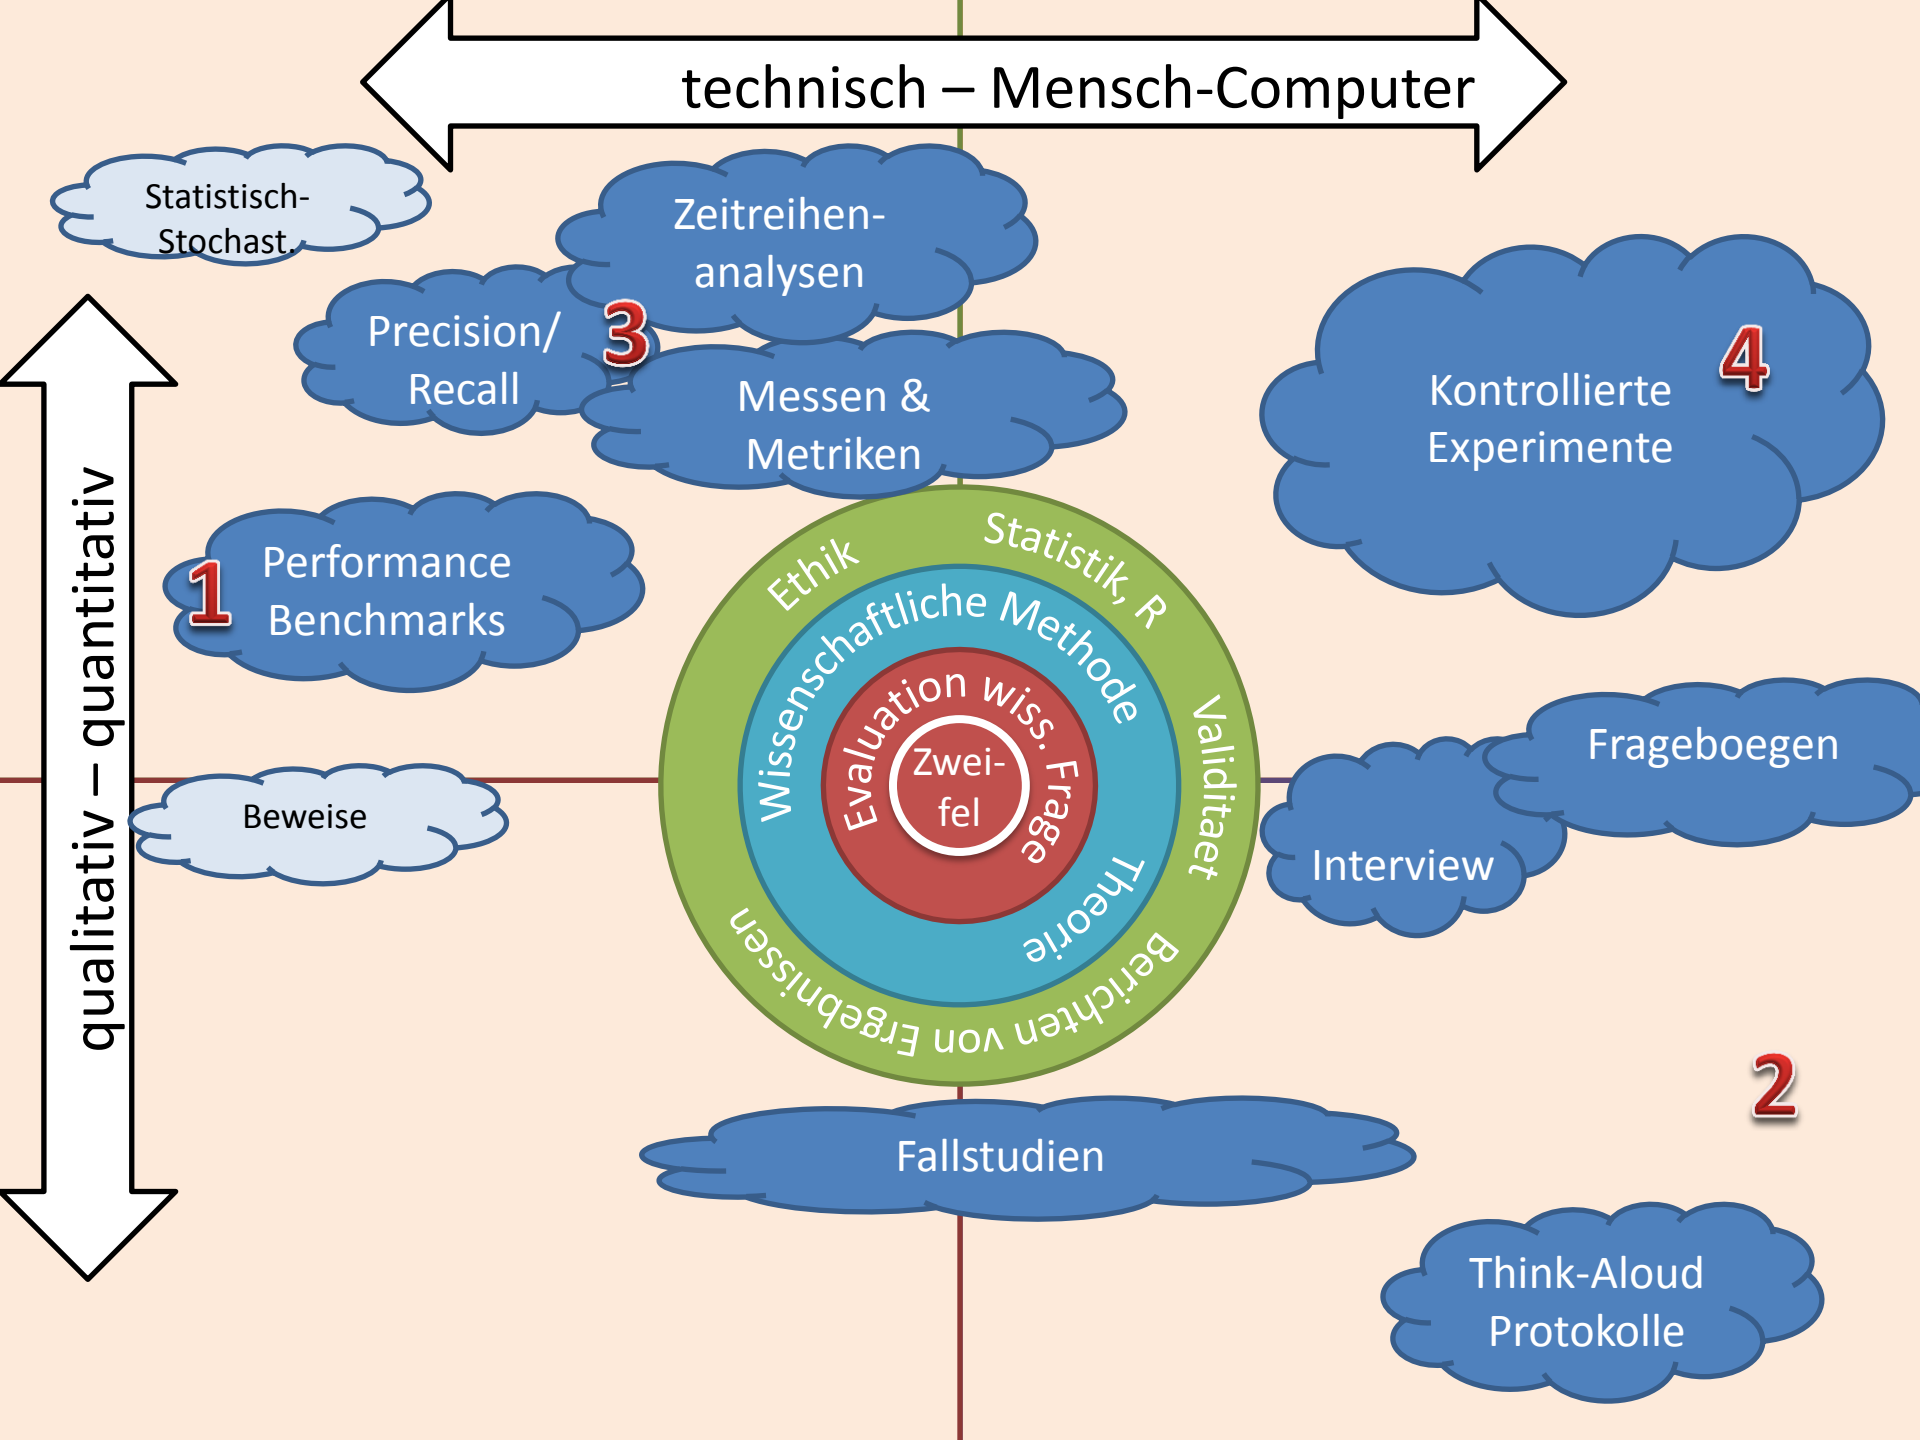 technisch – Mensch-Computer
Statistisch-
Stochast.
Zeitreihen-
analysen
Precision/
Recall
3
Messen &
Metriken
Kontrollierte
Experimente
4
qualitativ – quantitativ
Performance
Benchmarks
1
Ethik
Statistik, R
Validitaet
Berichten von Ergebnissen
Wissenschaftliche Methode
Theorie
Evaluation wiss. Frage
Zwei-
fel
Frageboegen
Interview
Beweise
2
Fallstudien
Think-Aloud
Protokolle